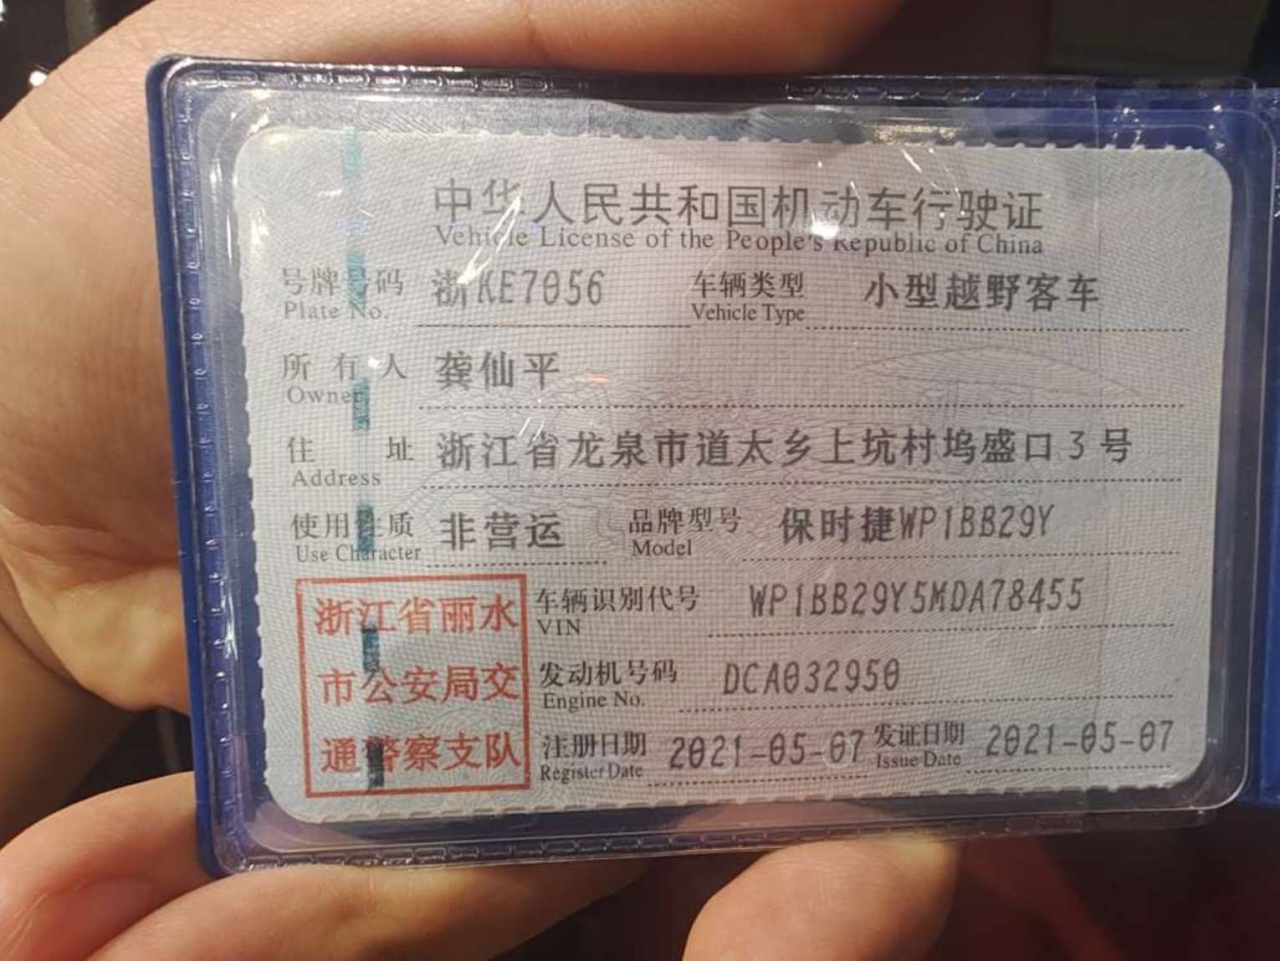 中华人民共和国机动车行驶证
Vehicle License of the People's Republic of China
号牌号码 浙KE7056 车辆类型 小型越野客车
Plate No. Vehicle Type
所有人 龚仙平
Owner
住址 浙江省龙泉市道太乡上坑村坞盛口3号
Address
使用性质 非营运 品牌型号 保时捷WP1BB29Y
Use Character Model
浙江省丽水
市公安局交
通警察支队
车辆识别代号 WP1BB29Y5MDA78455
VIN
发动机号码 DCA032950
Engine No.
注册日期 2021-05-07 发证日期 2021-05-07
Register Date Issue Date